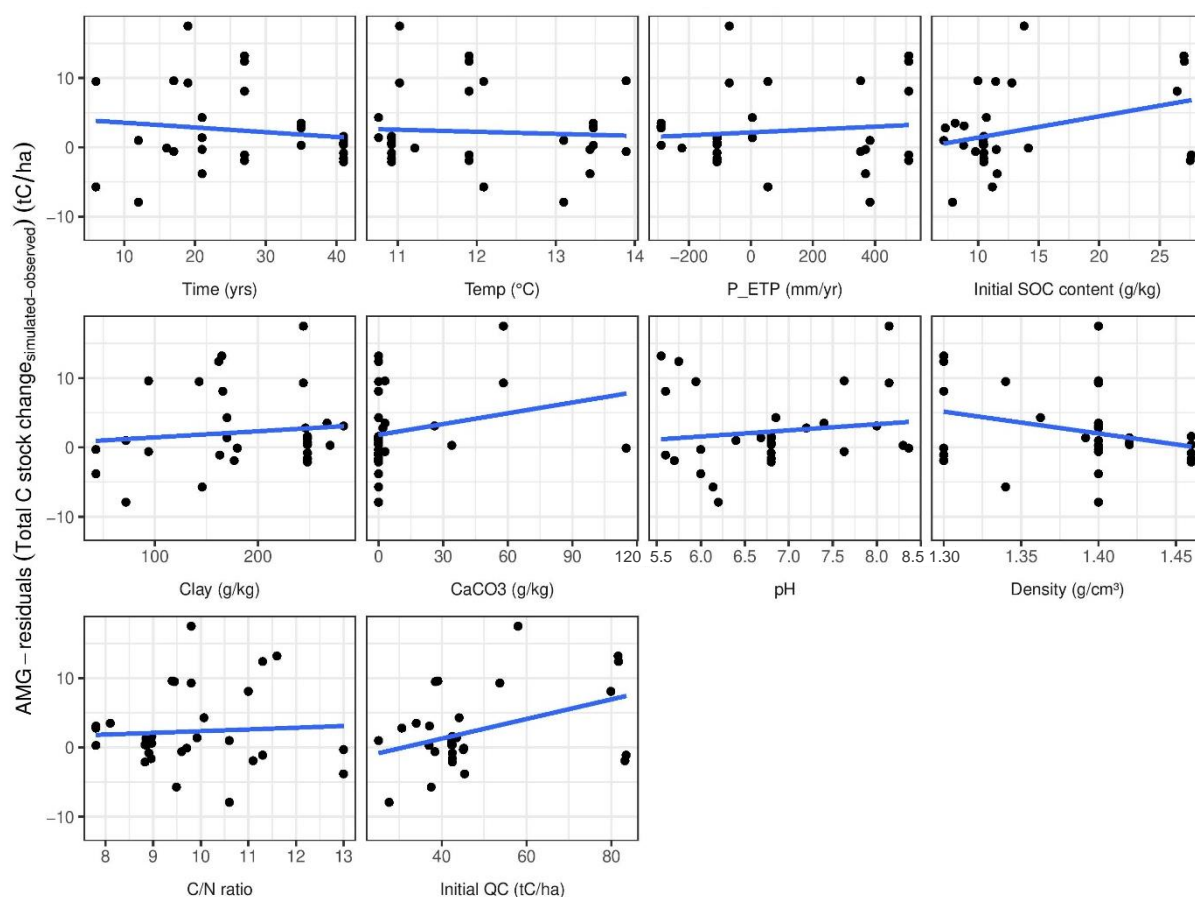 AMG – residuals (Total C stock change simulated–observed) (tC/ha)
10
0
−10
10 20 30 40
11 12 13 14
−200 0 200 400
10 15 20 25
Time (yrs)
Temp (°C)
P_ETP (mm/yr)
Initial SOC content (g/kg)
10
0
−10
100 200
0 30 60 90 115
5.5 6.0 6.5 7.0 7.5 8.0 8.5
1.30 1.35 1.40 1.45
Clay (g/kg)
CaCO3 (g/kg)
pH
Density (g/cm³)
10
0
−10
8 9 10 11 12 13
40 60 80
C/N ratio
Initial QC (tC/ha)